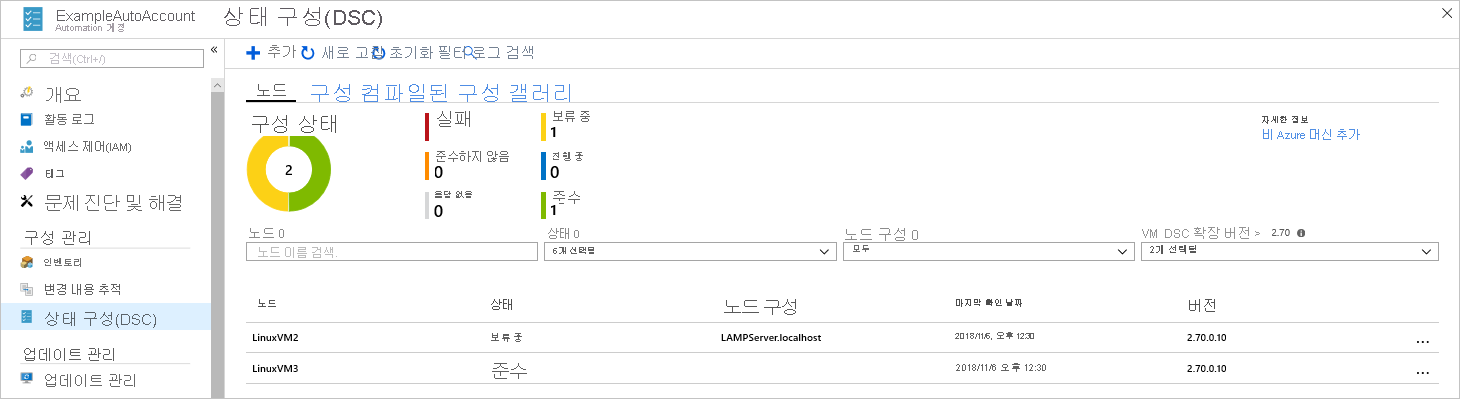 ExampleAutoAccount
Automation 계정
상태 구성(DSC)
검색(Ctrl+/)
개요
활동 로그
액세스 제어(IAM)
태그
문제 진단 및 해결
구성 관리
인벤토리
변경 내용 추적
상태 구성(DSC)
업데이트 관리
업데이트 관리
추가 새로 고침 초기화 필터 로그 검색
노드 구성 컴파일된 구성 갤러리
구성 상태
2
실패
보류 중
1
준수하지 않음
0
진행 중
0
응답 없음
0
준수
1
자세한 정보
비 Azure 머신 추가
노드 0
노드 이름 검색.
상태 0
6개 선택됨
노드 구성 0
모두
VM DSC 확장 버전 > 2.70
2개 선택됨
노드 상태 노드 구성 마지막 확인 날짜 버전
LinuxVM2 보류 중 LAMPServer.localhost 2018/11/6, 오후 12:30 2.70.0.10 ...
LinuxVM3 준수 2018/11/6 오후 12:30 2.70.0.10 ...